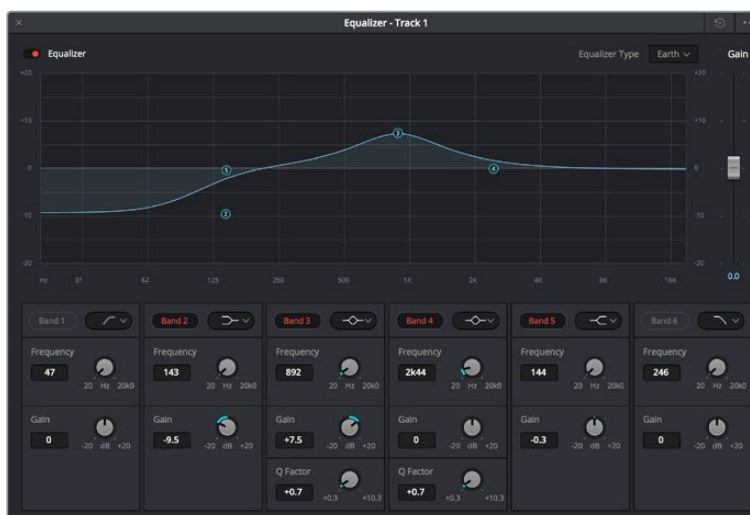 Equalizer - Track 1
Equalizer
Equalizer Type Earth Gain
+20 +20
+10 +10
0 0
-10 -10
-20 -20
5
3
4
2
Hz 31 62 125 250 500 1K 2K 4K 8K 16K
0.0
Band 1 Band 2 Band 3 Band 4 Band 5 Band 6
Frequency Frequency Frequency Frequency Frequency Frequency
47 143 892 2k44 144 246
20 Hz 20k0 20 Hz 20k0 20 Hz 20k0 20 Hz 20k0 20 Hz 20k0 20 Hz 20k0
Gain Gain Gain Gain Gain Gain
0 -9.5 +7.5 0 -0.3 0
-20 dB +20 -20 dB +20 -20 dB +20 -20 dB +20 -20 dB +20 -20 dB +20
Q Factor Q Factor
+0.7 +0.7
+0.3 +10.3 +0.3 +10.3